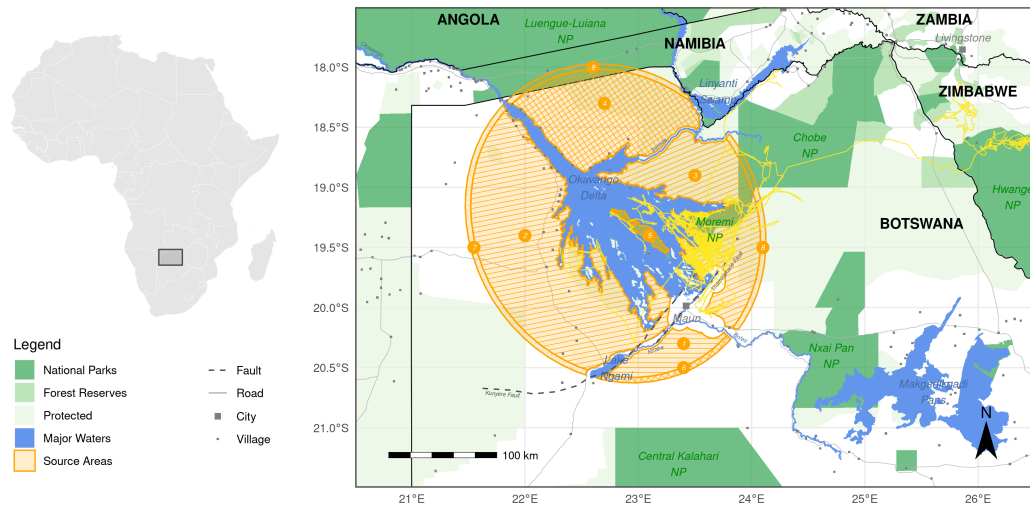 ANGOLA
Luengue-Luiana
NP
ZAMBIA
Livingstone
NAMIBIA
Linyanti
Swamp
ZIMBABWE
Chobe
NP
Hwange
NP
Okavango
Delta
Moremi
NP
BOTSWANA
Thamalakane Fault
Maun
Nhabe
Boteti
Lake
Ngami
Kunyere Fault
Nxai Pan
NP
Makgadikgadi
Pans
Central Kalahari
NP
1
2
3
4
5
6
7
8
9
18.0°S
18.5°S
19.0°S
19.5°S
20.0°S
20.5°S
21.0°S
21°E
22°E
23°E
24°E
25°E
26°E
100 km
N
Legend
National Parks
Forest Reserves
Protected
Major Waters
Source Areas
Fault
Road
City
Village